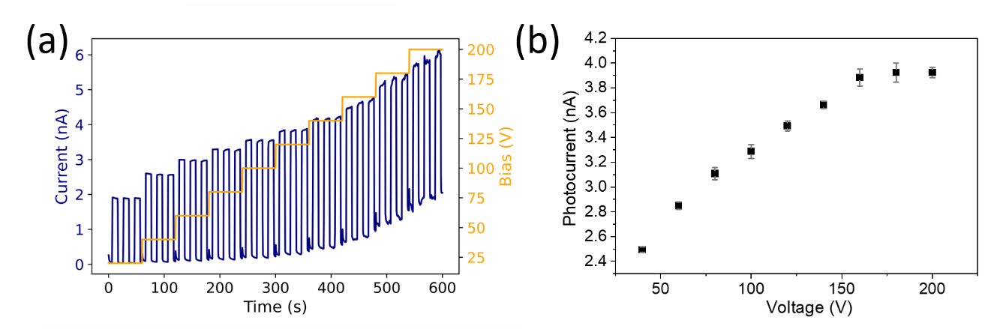 (a)
6
5
4
3
2
1
0
Current (nA)
0 100 200 300 400 500 600
Time (s)
200
175
150
125
100
75
50
25
Bias (V)
(b)
4.2
4.0
3.8
3.6
3.4
3.2
3.0
2.8
2.6
2.4
Photocurrent (nA)
50 100 150 200
Voltage (V)